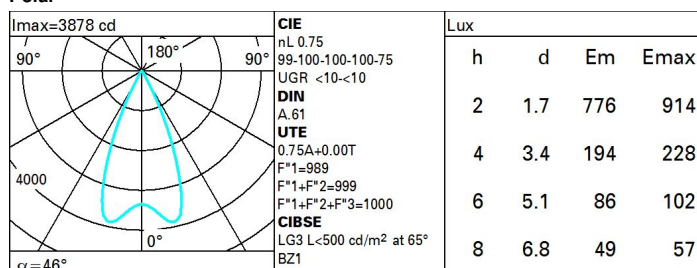 Imax=3878 cd
90° 180° 90°
4000
0°
α=46°
CIE
nL 0.75
99-100-100-100-75
UGR <10-<10
DIN
A.61
UTE
0.75A+0.00T
F"1=989
F"1+F"2=999
F"1+F"2+F"3=1000
CIBSE
LG3 L<500 cd/m² at 65°
BZ1
Lux
h d Em Emax
2 1.7 776 914
4 3.4 194 228
6 5.1 86 102
8 6.8 49 57